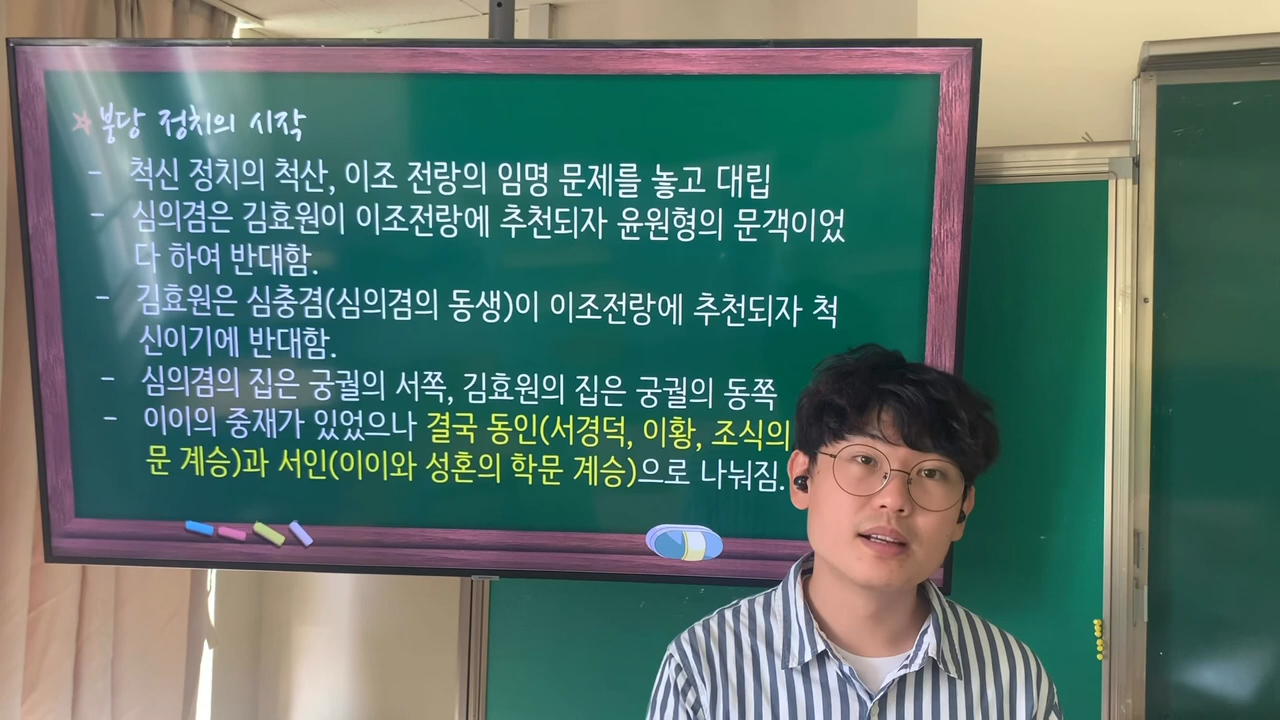 붕당 정치의 시작
- 척신 정치의 척산, 이조 전랑의 임명 문제를 놓고 대립
- 심의겸은 김효원이 이조전랑에 추천되자 윤원형의 문객이었
다 하여 반대함.
- 김효원은 심충겸(심의겸의 동생)이 이조전랑에 추천되자 척
신이기에 반대함.
- 심의겸의 집은 궁궐의 서쪽, 김효원의 집은 궁궐의 동쪽
- 이이의 중재가 있었으나 결국 동인(서경덕, 이황, 조식의
문 계승)과 서인(이이와 성혼의 학문 계승)으로 나눠짐.